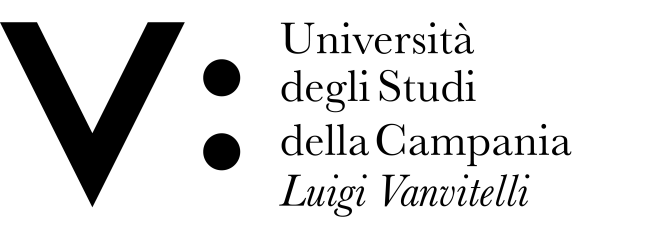 V:
Università
degli Studi
della Campania
Luigi Vanvitelli